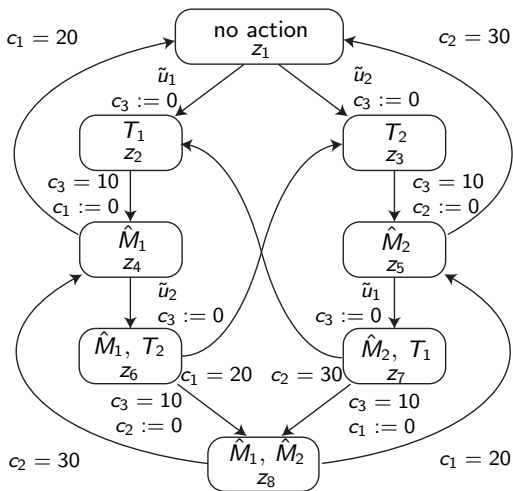 c₁ = 20
no action
z₁
c₂ = 30
ũ₁
c₃ := 0
ũ₂
c₃ := 0
T₁
z₂
T₂
z₃
c₃ = 10
c₁ := 0
c₃ = 10
c₂ := 0
M̂₁
z₄
M̂₂
z₅
ũ₂
c₃ := 0
ũ₁
c₃ := 0
M̂₁, T₂
z₆
M̂₂, T₁
z₇
c₁ = 20
c₂ = 30
c₃ = 10
c₂ := 0
c₃ = 10
c₁ := 0
c₂ = 30
M̂₁, M̂₂
z₈
c₁ = 20